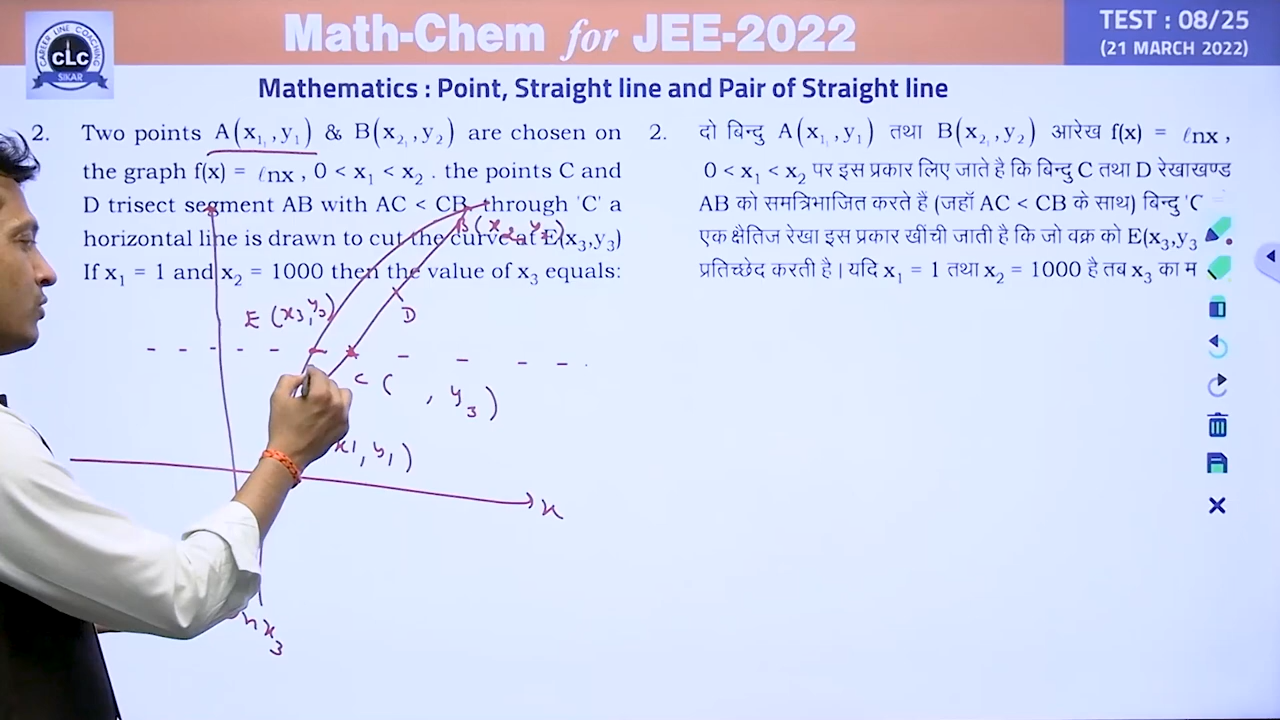 CAREER LINE COACHING
CLC
SIKAR
Math-Chem for JEE-2022
TEST : 08/25
(21 MARCH 2022)
Mathematics : Point, Straight line and Pair of Straight line
2. Two points A(x₁, y₁) & B(x₂, y₂) are chosen on
the graph f(x) = ℓnx, 0 < x₁ < x₂ . the points C and
D trisect segment AB with AC < CB through 'C' a
horizontal line is drawn to cut the curve at E(x₃,y₃)
If x₁ = 1 and x₂ = 1000 then the value of x₃ equals:
2. दो बिन्दु A(x₁, y₁) तथा B(x₂, y₂) आरेख f(x) = ℓnx,
0 < x₁ < x₂ पर इस प्रकार लिए जाते है कि बिन्दु C तथा D रेखाखण्ड
AB को समत्रिभाजित करते हैं (जहाँ AC < CB के साथ) बिन्दु 'C
एक क्षैतिज रेखा इस प्रकार खींची जाती है कि जो वक्र को E(x₃,y₃
प्रतिच्छेद करती है। यदि x₁ = 1 तथा x₂ = 1000 है तब x₃ का म
B(x₂, y₂)
E (x₃, y₃)
D
C ( , y₃)
x1, y₁)
x
n x₃